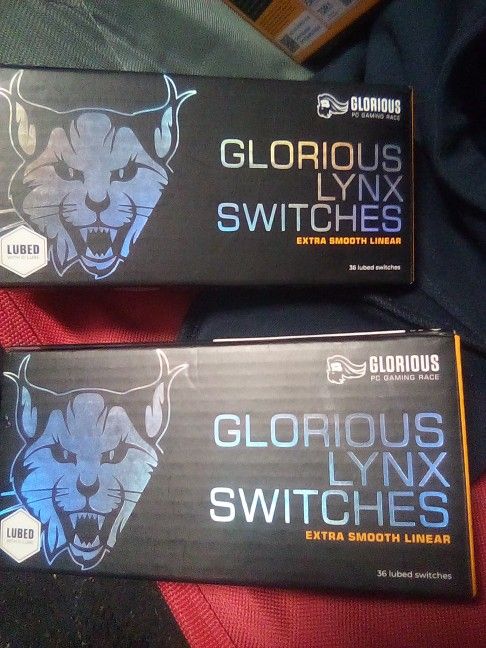 GLORIOUS
PC GAMING RACE
GLORIOUS
LYNX
SWITCHES
EXTRA SMOOTH LINEAR
LUBED
36 lubed switches
GLORIOUS
PC GAMING RACE
GLORIOUS
LYNX
SWITCHES
EXTRA SMOOTH LINEAR
LUBED
36 lubed switches